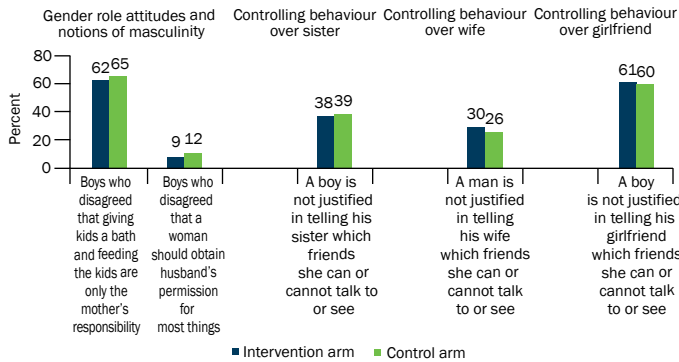 Gender role attitudes and
notions of masculinity
Controlling behaviour
over sister
Controlling behaviour
over wife
Controlling behaviour
over girlfriend
Percent
80
60
40
20
0
62 65
9 12
38 39
30 26
61 60
Boys who
disagreed
that giving
kids a bath
and feeding
the kids are
only the
mother's
responsibility
Boys who
disagreed
that a
woman
should obtain
husband's
permission
for
most things
A boy is
not justified
in telling his
sister which
friends
she can or
cannot talk to
or see
A man is
not justified
in telling
his wife
which friends
she can or
cannot talk
to or see
A boy
is not justified
in telling his
girlfriend
which friends
she can or
cannot talk
to or see
Intervention arm
Control arm